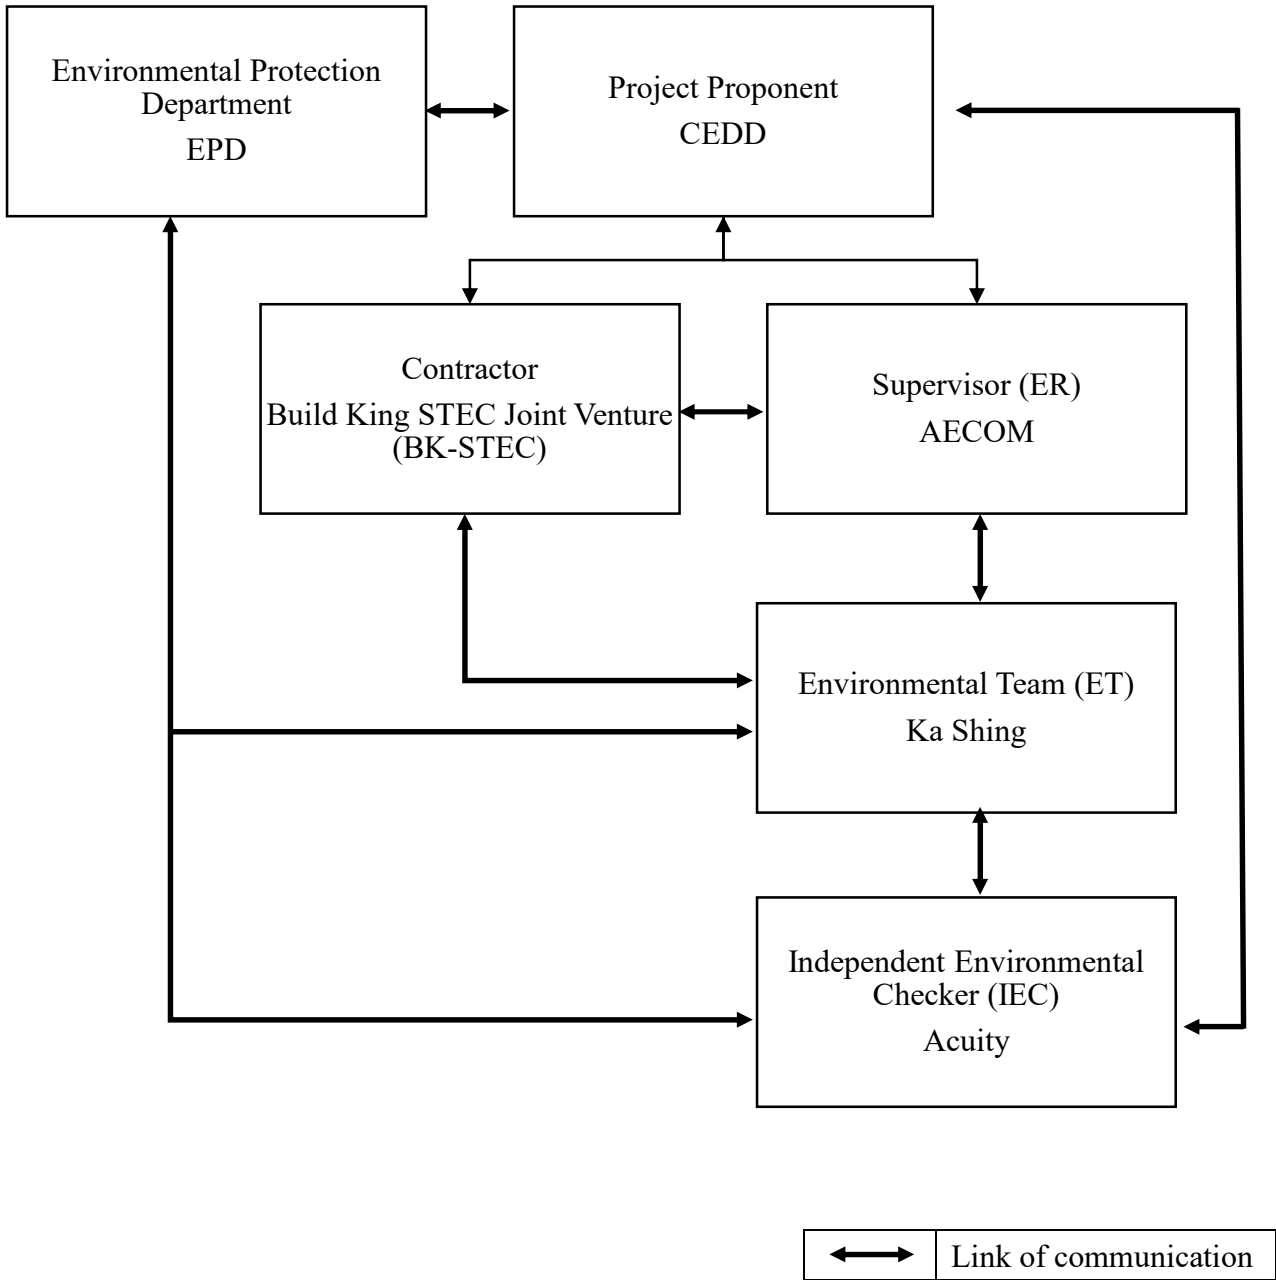 Environmental Protection
Department
EPD
Project Proponent
CEDD
Contractor
Build King STEC Joint Venture
(BK-STEC)
Supervisor (ER)
AECOM
Environmental Team (ET)
Ka Shing
Independent Environmental
Checker (IEC)
Acuity
Link of communication